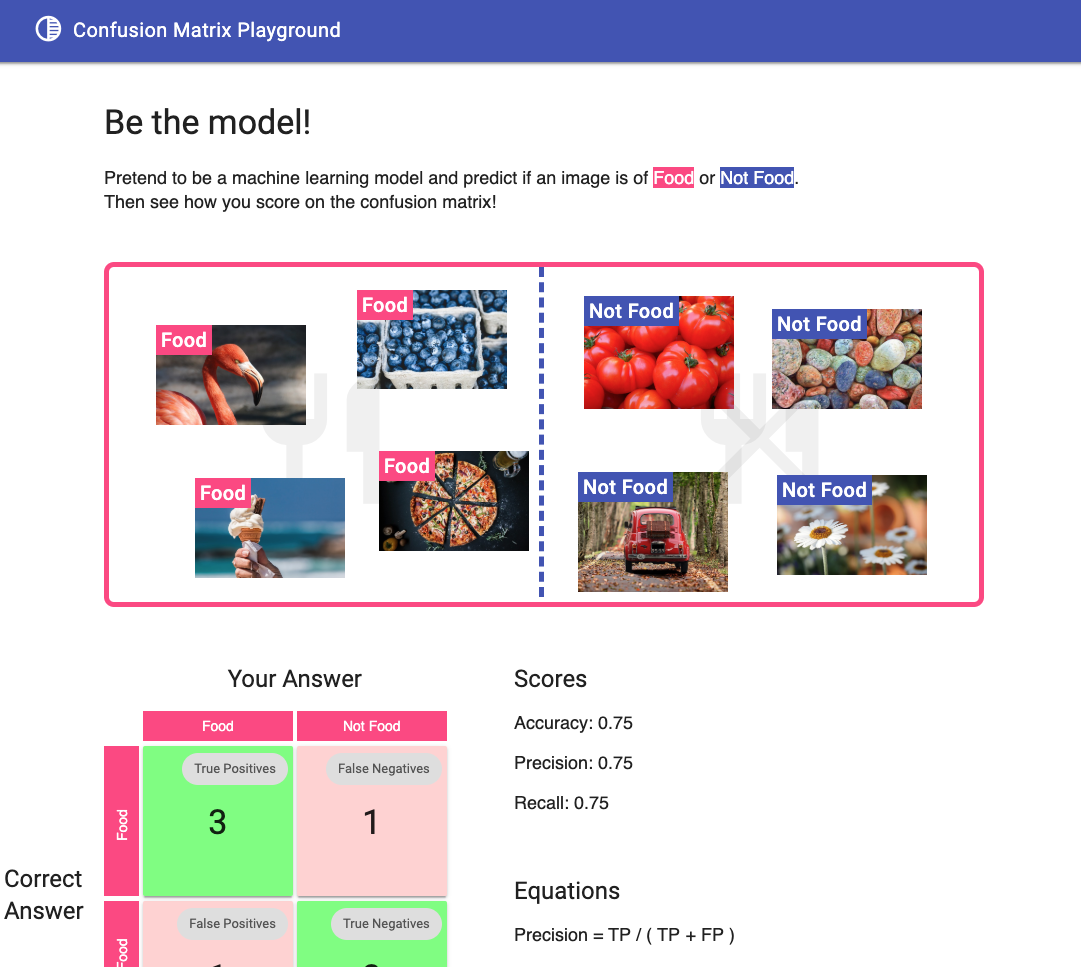 Confusion Matrix Playground
Be the model!
Pretend to be a machine learning model and predict if an image is of Food or Not Food.
Then see how you score on the confusion matrix!
Food
Food
Not Food
Not Food
Food
Food
Not Food
Not Food
Your Answer
Scores
Food
Not Food
Accuracy: 0.75
True Positives
False Negatives
Precision: 0.75
3
1
Recall: 0.75
Food
Correct
Answer
Equations
False Positives
True Negatives
Precision = TP / ( TP + FP )
Food